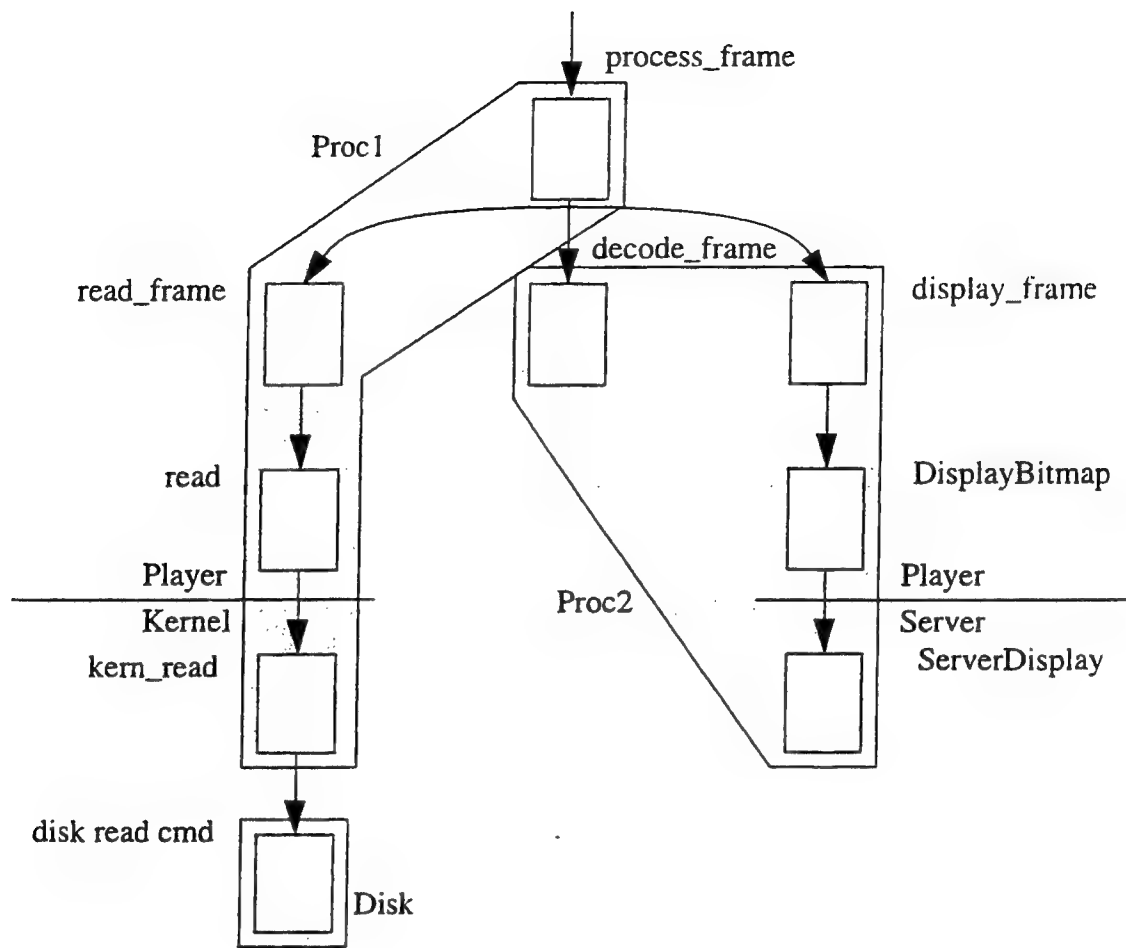 process_frame
Proc1
decode_frame
read_frame
display_frame
read
DisplayBitmap
Player
Player
Proc2
Kernel
Server
kern_read
ServerDisplay
disk read cmd
Disk